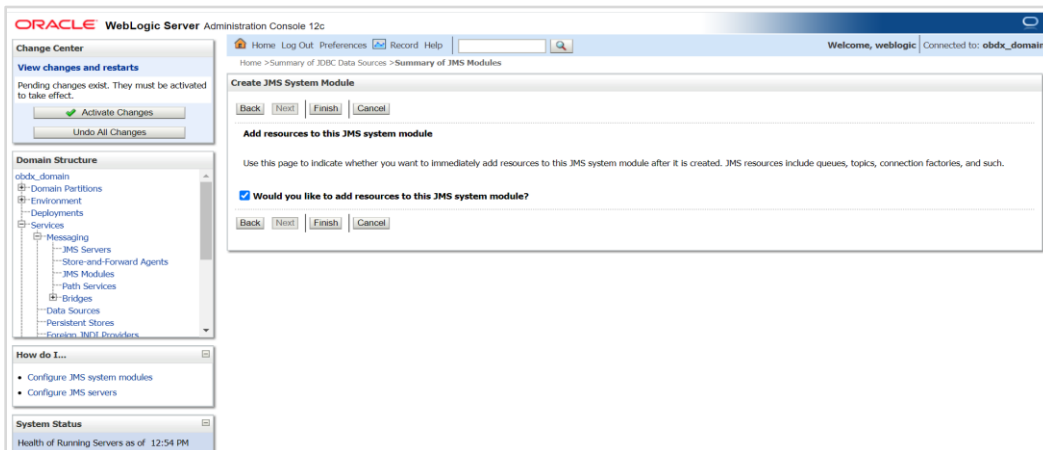 ORACLE WebLogic Server Administration Console 12c
Change Center
View changes and restarts
Pending changes exist. They must be activated
to take effect.
Activate Changes
Undo All Changes
Domain Structure
obdx_domain
Domain Partitions
Environment
Deployments
Services
Messaging
JMS Servers
Store-and-Forward Agents
JMS Modules
Path Services
Bridges
Data Sources
Persistent Stores
Foreign JNDI Providers
How do I...
Configure JMS system modules
Configure JMS servers
System Status
Health of Running Servers as of 12:54 PM
Home Log Out Preferences Record Help
Welcome, weblogic Connected to: obdx_domain
Home >Summary of JDBC Data Sources >Summary of JMS Modules
Create JMS System Module
Back Next Finish Cancel
Add resources to this JMS system module
Use this page to indicate whether you want to immediately add resources to this JMS system module after it is created. JMS resources include queues, topics, connection factories, and such.
Would you like to add resources to this JMS system module?
Back Next Finish Cancel